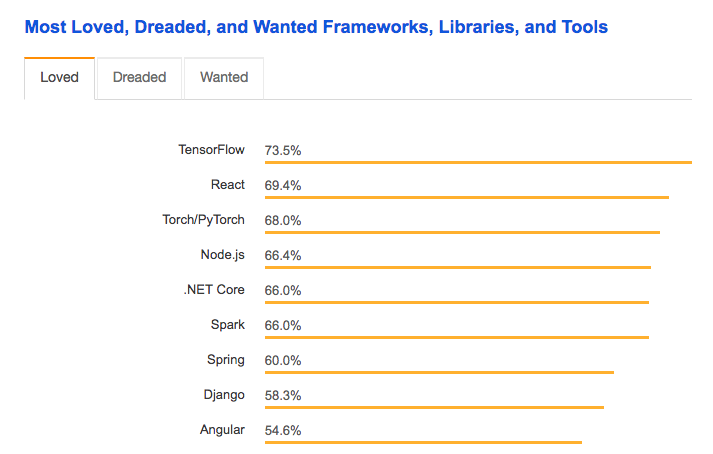 Most Loved, Dreaded, and Wanted Frameworks, Libraries, and Tools
Loved Dreaded Wanted
TensorFlow 73.5%
React 69.4%
Torch/PyTorch 68.0%
Node.js 66.4%
.NET Core 66.0%
Spark 66.0%
Spring 60.0%
Django 58.3%
Angular 54.6%